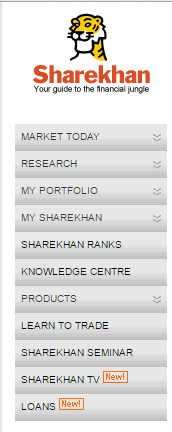 Sharekhan
Your guide to the financial jungle
MARKET TODAY
RESEARCH
MY PORTFOLIO
MY SHAREKHAN
SHAREKHAN RANKS
KNOWLEDGE CENTRE
PRODUCTS
LEARN TO TRADE
SHAREKHAN SEMINAR
SHAREKHAN TV New!
LOANS New!